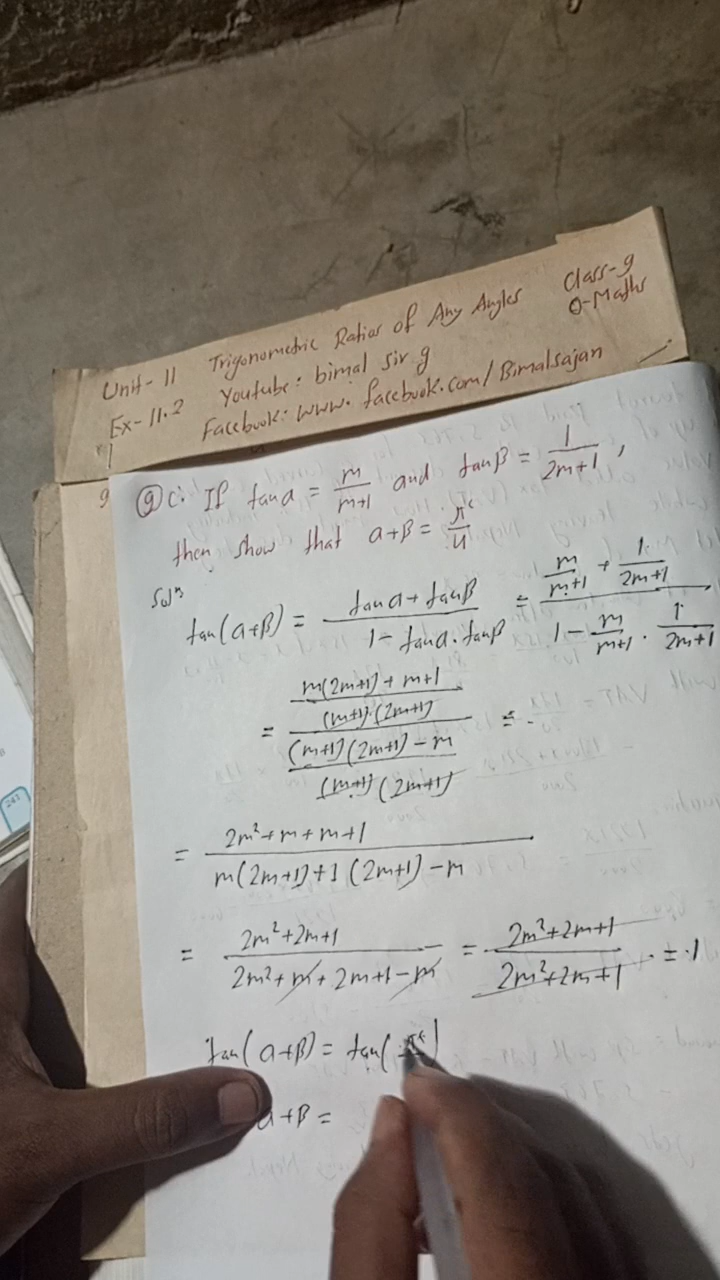 Unit- 11 Trigonometric Ratios of Any Angles Class-9
Ex- 11.2 Youtube: bimal sir g O-Maths
Facebook: www. facebook.com/Bimalsajan
9 (9) c: If tan α = m/(m+1) and tan β = 1/(2m+1),
then show that α+β = π^c/4
Solⁿ
tan(α+β) = (tan α + tan β)/(1 - tan α . tan β) = (m/(m+1) + 1/(2m+1))/(1 - m/(m+1) . 1/(2m+1))
= ((m(2m+1) + m+1)/((m+1).(2m+1)))/(((m+1)(2m+1) - m)/((m+1)(2m+1))) =
= (2m² + m + m+1)/(m(2m+1)+1(2m+1) - m)
= (2m²+2m+1)/(2m²+m+2m+1-m) = (2m²+2m+1)/(2m²+2m+1) . = 1
tan(α+β) = tan(π^c
α+β =
242